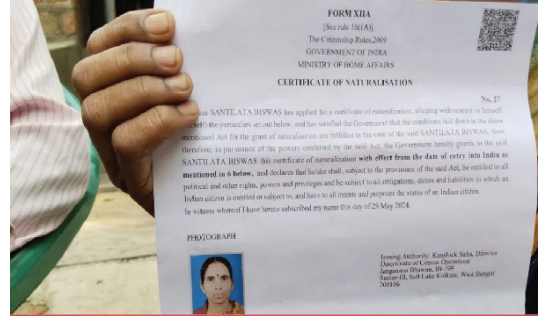 FORM XIIA
[See rule 15(1A)]
The Citizenship Rules,2009
GOVERNMENT OF INDIA
MINISTRY OF HOME AFFAIRS
CERTIFICATE OF NATURALISATION
No. 27
SANTILATA BISWAS has applied for a certificate of naturalization, alleging with respect to himself
the particulars set out below, and has satisfied the Government that the conditions laid down in the above
mentioned Act for the grant of naturalisation are fulfilled in the case of the said SANTILATA BISWAS. Now,
therefore, in pursuance of the powers conferred by the said Act, the Government hereby grants to the said
SANTILATA BISWAS this certificate of naturalization with effect from the date of entry into India as
mentioned in 6 below, and declares that he/she shall, subject to the provisions of the said Act, be entitled to all
political and other rights, powers and privileges and be subject to all obligations, duties and liabilities to which an
Indian citizen is entitled or subject to, and have to all intents and purposes the status of an Indian citizen.
In witness whereof I have hereto subscribed my name this day of 29 May 2024.
PHOTOGRAPH
Issuing Authority: Kaushick Saha, Director
Directorate of Census Operation
Janganana Bhawan, IB-199
Sector-III, Salt Lake Kolkata, West Bengal
700106